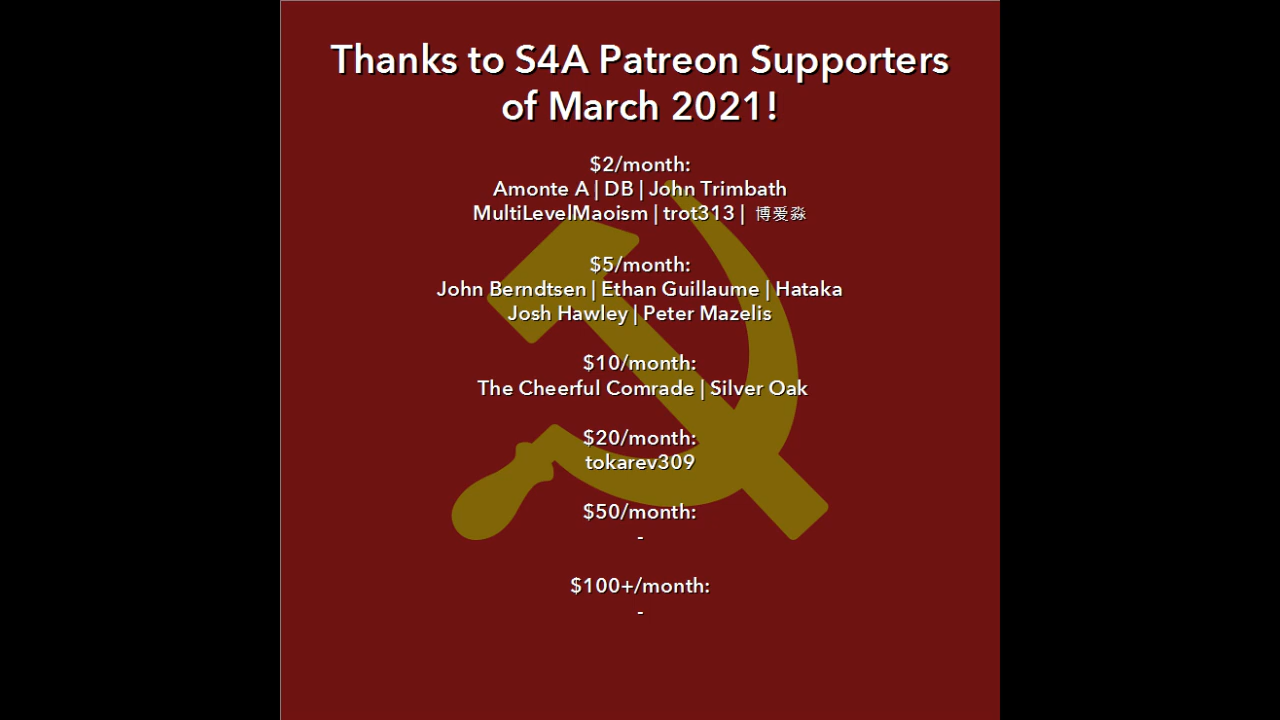 Thanks to S4A Patreon Supporters
of March 2021!
$2/month:
Amonte A | DB | John Trimbath
MultiLevelMaoism | trot313 | 博爱淼
$5/month:
John Berndtsen | Ethan Guillaume | Hataka
Josh Hawley | Peter Mazelis
$10/month:
The Cheerful Comrade | Silver Oak
$20/month:
tokarev309
$50/month:
-
$100+/month:
-